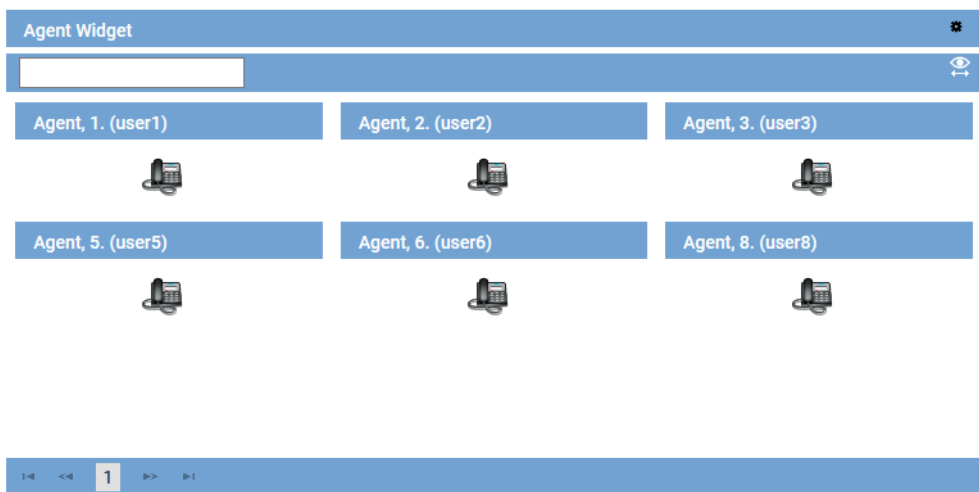 Agent Widget
Agent, 1. (user1)
Agent, 2. (user2)
Agent, 3. (user3)
Agent, 5. (user5)
Agent, 6. (user6)
Agent, 8. (user8)
1